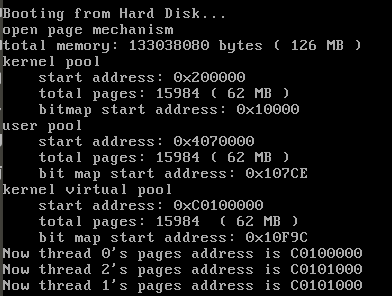 Booting from Hard Disk...
open page mechanism
total memory: 133038080 bytes ( 126 MB )
kernel pool
    start address: 0x200000
    total pages: 15984 ( 62 MB )
    bitmap start address: 0x10000
user pool
    start address: 0x4070000
    total pages: 15984 ( 62 MB )
    bit map start address: 0x107CE
kernel virtual pool
    start address: 0xC0100000
    total pages: 15984  ( 62 MB )
    bit map start address: 0x10F9C
Now thread 0's pages address is C0100000
Now thread 2's pages address is C0101000
Now thread 1's pages address is C0101000